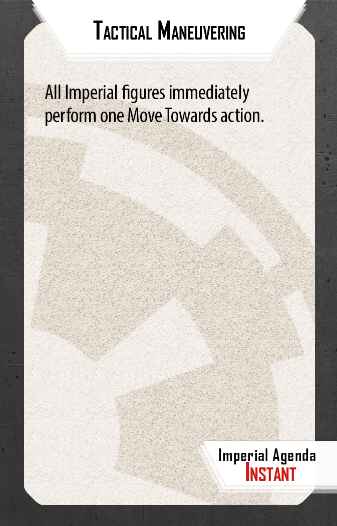 Tactical Maneuvering
All Imperial figures immediately
perform one Move Towards action.
Imperial Agenda
Instant